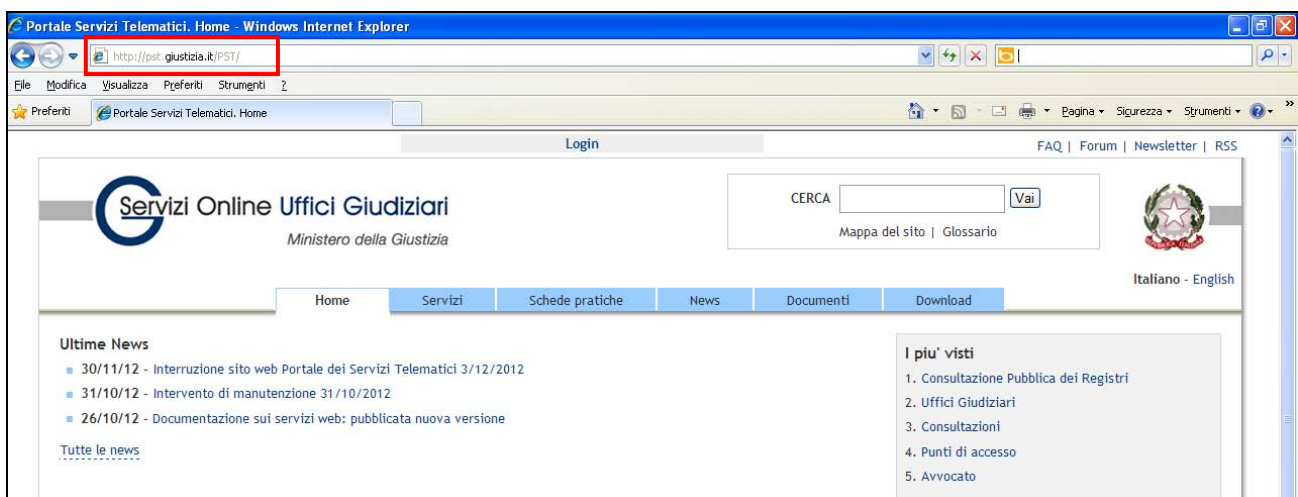 Portale Servizi Telematici. Home - Windows Internet Explorer
http://pst.giustizia.it/PST/
File Modifica Visualizza Preferiti Strumenti ?
Preferiti Portale Servizi Telematici. Home Pagina Sicurezza Strumenti »
Login FAQ | Forum | Newsletter | RSS
Servizi Online Uffici Giudiziari
Ministero della Giustizia
CERCA Vai
Mappa del sito | Glossario
Italiano - English
Home Servizi Schede pratiche News Documenti Download
Ultime News
30/11/12 - Interruzione sito web Portale dei Servizi Telematici 3/12/2012
31/10/12 - Intervento di manutenzione 31/10/2012
26/10/12 - Documentazione sui servizi web: pubblicata nuova versione
Tutte le news
I piu' visti
1. Consultazione Pubblica dei Registri
2. Uffici Giudiziari
3. Consultazioni
4. Punti di accesso
5. Avvocato